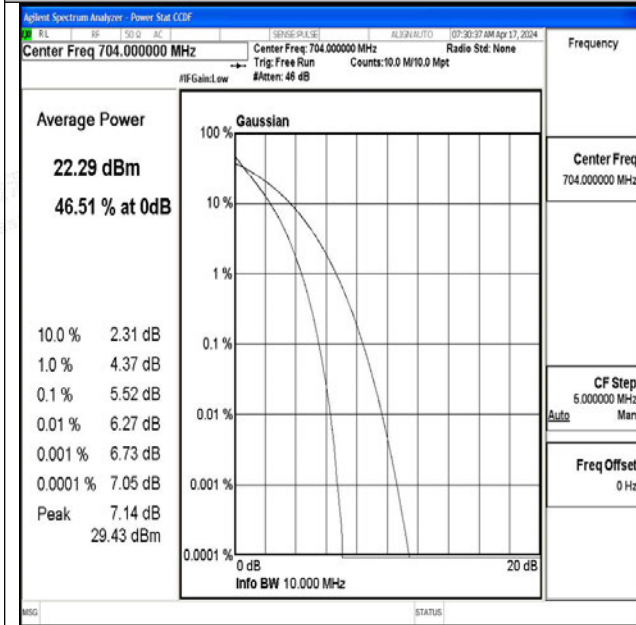 Agilent Spectrum Analyzer - Power Stat CCDF
RL RF 50 Ω AC SENSE:PULSE ALIGN AUTO 07:30:37 AM Apr 17, 2024
Center Freq 704.000000 MHz
Center Freq: 704.000000 MHz Radio Std: None
Trig: Free Run Counts:10.0 M/10.0 Mpt
#IFGain:Low #Atten: 46 dB
Frequency
Average Power
22.29 dBm
46.51 % at 0dB
10.0 % 2.31 dB
1.0 % 4.37 dB
0.1 % 5.52 dB
0.01 % 6.27 dB
0.001 % 6.73 dB
0.0001 % 7.05 dB
Peak 7.14 dB
29.43 dBm
Gaussian
100 %
10 %
1 %
0.1 %
0.01 %
0.001 %
0.0001 %
0 dB 20 dB
Info BW 10.000 MHz
Center Freq
704.000000 MHz
CF Step
5.000000 MHz
Auto Man
Freq Offset
0 Hz
MSG STATUS